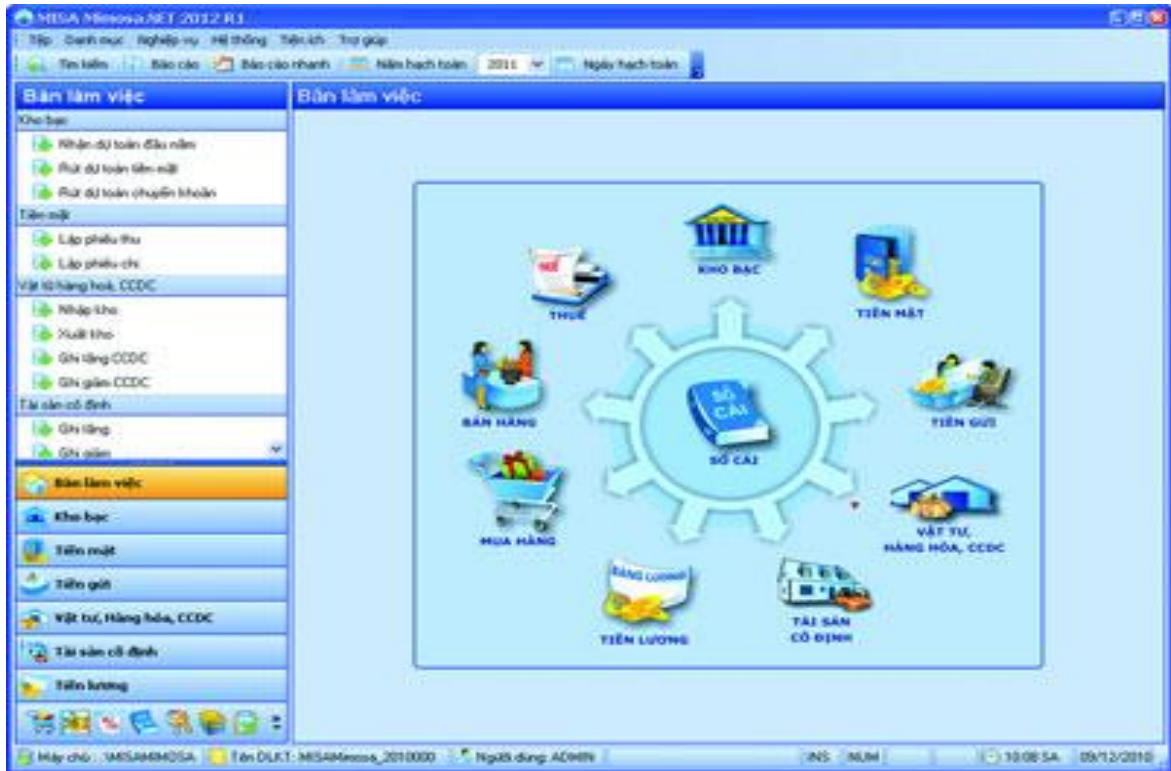 MISA Mimosa.NET 2012 R1
Tệp Danh mục Nghiệp vụ Hệ thống Tiện ích Trợ giúp
Tìm kiếm Báo cáo Báo cáo nhanh Năm hạch toán 2011 Ngày hạch toán
Bàn làm việc
Bàn làm việc
Kho bạc
Nhận dự toán đầu năm
Rút dự toán tiền mặt
Rút dự toán chuyển khoản
Tiền mặt
Lập phiếu thu
Lập phiếu chi
Vật tư hàng hoá, CCDC
Nhập kho
Xuất kho
Ghi tăng CCDC
Ghi giảm CCDC
Tài sản cố định
Ghi tăng
Ghi giảm
Bàn làm việc
Kho bạc
Tiền mặt
Tiền gửi
Vật tư, Hàng hóa, CCDC
Tài sản cố định
Tiền lương
KHO BẠC
THUẾ
TIỀN MẶT
BÁN HÀNG
SỔ CÁI
SỔ CÁI
TIỀN GỬI
MUA HÀNG
VẬT TƯ,
HÀNG HÓA, CCDC
BẢNG LƯƠNG
TIỀN LƯƠNG
TÀI SẢN
CỐ ĐỊNH
Máy chủ : .\MISAMIMOSA Tên DLKT: MISAMimosa_2010000 Người dùng: ADMIN INS NUM 10:08 SA 09/12/2010